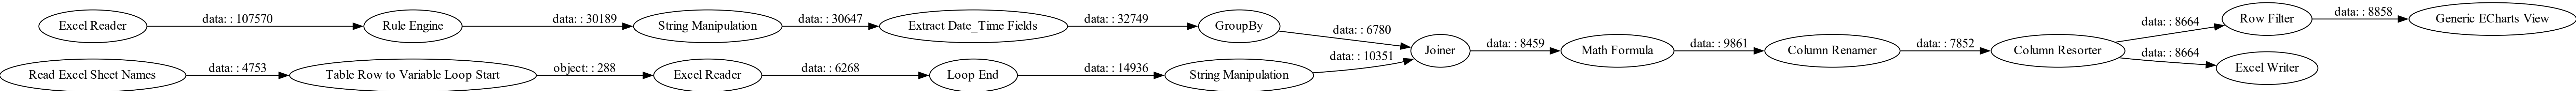 Excel Reader
data: : 107570
Rule Engine
data: : 30189
String Manipulation
data: : 30647
Extract Date_Time Fields
data: : 32749
GroupBy
data: : 6780
Read Excel Sheet Names
data: : 4753
Table Row to Variable Loop Start
object: : 288
Excel Reader
data: : 6268
Loop End
data: : 14936
String Manipulation
data: : 10351
Joiner
data: : 8459
Math Formula
data: : 9861
Column Renamer
data: : 7852
Column Resorter
data: : 8664
Row Filter
data: : 8858
Generic ECharts View
data: : 8664
Excel Writer